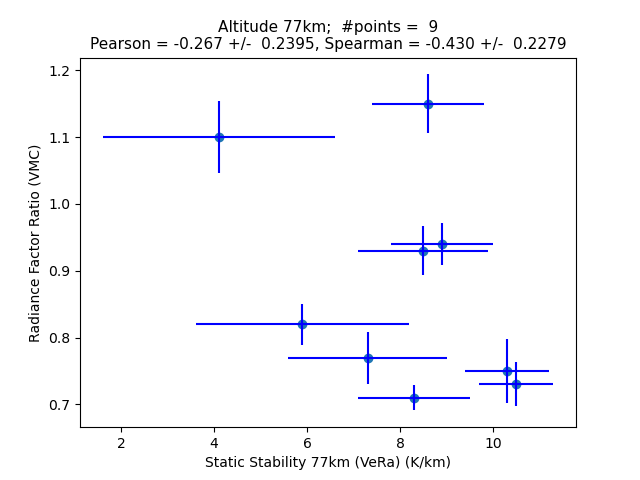 Altitude 77km;  #points =  9
Pearson = -0.267 +/-  0.2395, Spearman = -0.430 +/-  0.2279
1.2
1.1
1.0
0.9
0.8
0.7
Radiance Factor Ratio (VMC)
2 4 6 8 10
Static Stability 77km (VeRa) (K/km)